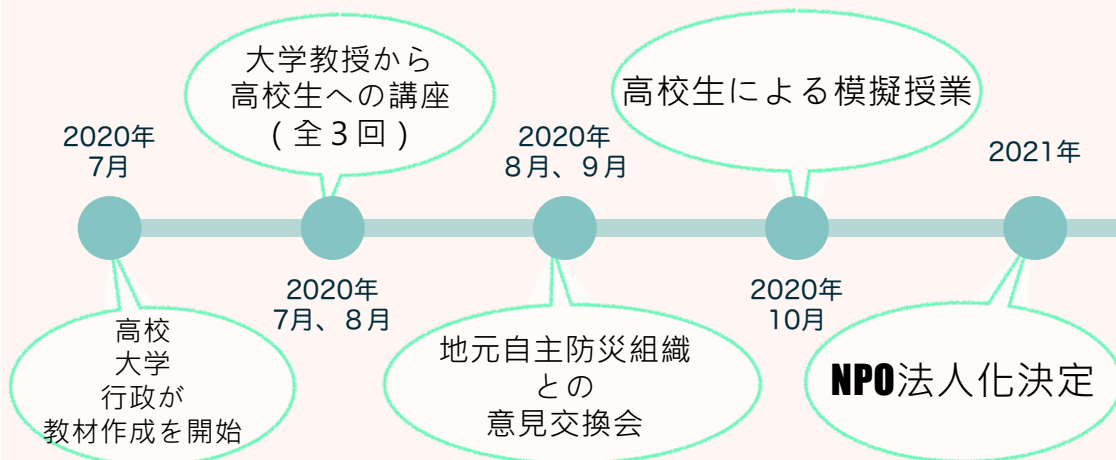 2020年
7月
高校
大学
行政が
教材作成を開始
大学教授から
高校生への講座
(全3回)
2020年
7月、8月
2020年
8月、9月
地元自主防災組織
との
意見交換会
高校生による模擬授業
2020年
10月
2021年
NPO法人化決定